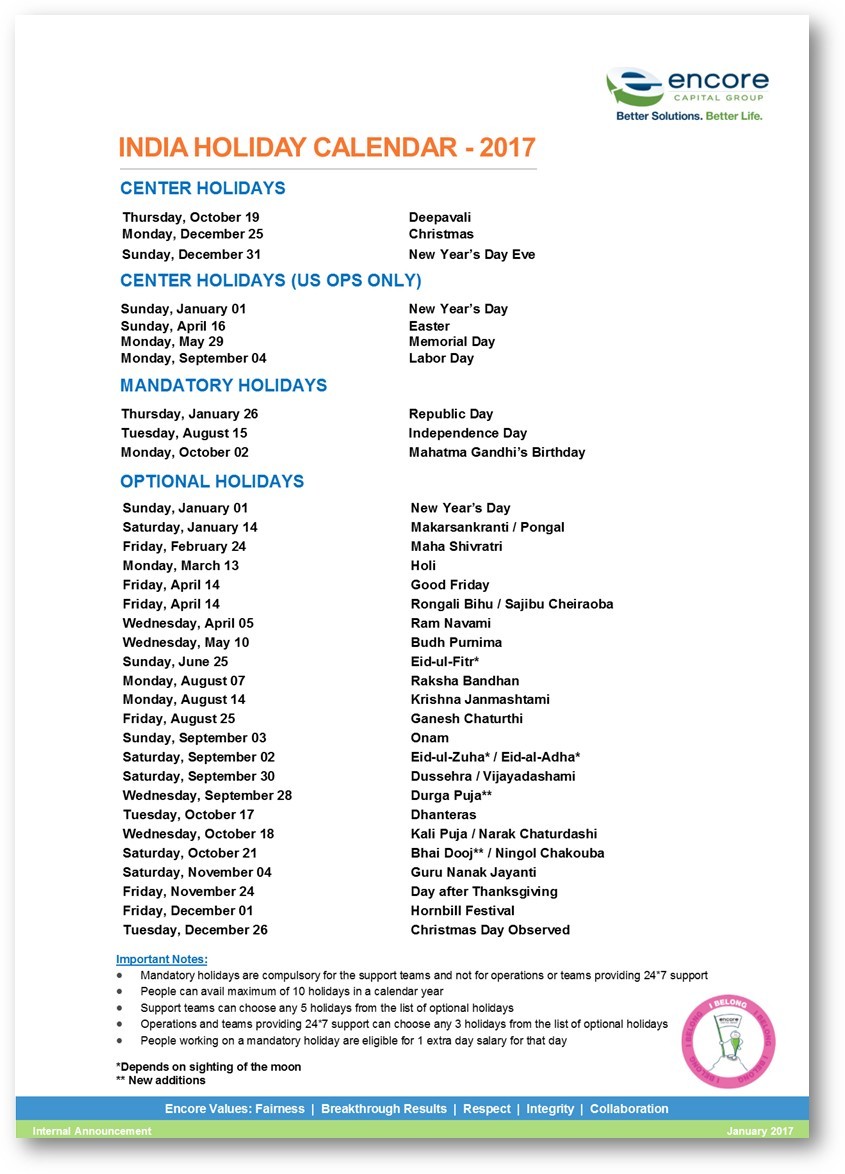 encore
CAPITAL GROUP
Better Solutions. Better Life.
INDIA HOLIDAY CALENDAR - 2017
CENTER HOLIDAYS
Thursday, October 19 Deepavali
Monday, December 25 Christmas
Sunday, December 31 New Year’s Day Eve
CENTER HOLIDAYS (US OPS ONLY)
Sunday, January 01 New Year’s Day
Sunday, April 16 Easter
Monday, May 29 Memorial Day
Monday, September 04 Labor Day
MANDATORY HOLIDAYS
Thursday, January 26 Republic Day
Tuesday, August 15 Independence Day
Monday, October 02 Mahatma Gandhi’s Birthday
OPTIONAL HOLIDAYS
Sunday, January 01 New Year’s Day
Saturday, January 14 Makarsankranti / Pongal
Friday, February 24 Maha Shivratri
Monday, March 13 Holi
Friday, April 14 Good Friday
Friday, April 14 Rongali Bihu / Sajibu Cheiraoba
Wednesday, April 05 Ram Navami
Wednesday, May 10 Budh Purnima
Sunday, June 25 Eid-ul-Fitr*
Monday, August 07 Raksha Bandhan
Monday, August 14 Krishna Janmashtami
Friday, August 25 Ganesh Chaturthi
Sunday, September 03 Onam
Saturday, September 02 Eid-ul-Zuha* / Eid-al-Adha*
Saturday, September 30 Dussehra / Vijayadashami
Wednesday, September 28 Durga Puja**
Tuesday, October 17 Dhanteras
Wednesday, October 18 Kali Puja / Narak Chaturdashi
Saturday, October 21 Bhai Dooj** / Ningol Chakouba
Saturday, November 04 Guru Nanak Jayanti
Friday, November 24 Day after Thanksgiving
Friday, December 01 Hornbill Festival
Tuesday, December 26 Christmas Day Observed
Important Notes:
● Mandatory holidays are compulsory for the support teams and not for operations or teams providing 24*7 support
● People can avail maximum of 10 holidays in a calendar year
● Support teams can choose any 5 holidays from the list of optional holidays
● Operations and teams providing 24*7 support can choose any 3 holidays from the list of optional holidays
● People working on a mandatory holiday are eligible for 1 extra day salary for that day
I BELONG I BELONG I BELONG I BELONG I BELONG
encore
*Depends on sighting of the moon
** New additions
Encore Values: Fairness | Breakthrough Results | Respect | Integrity | Collaboration
Internal Announcement January 2017